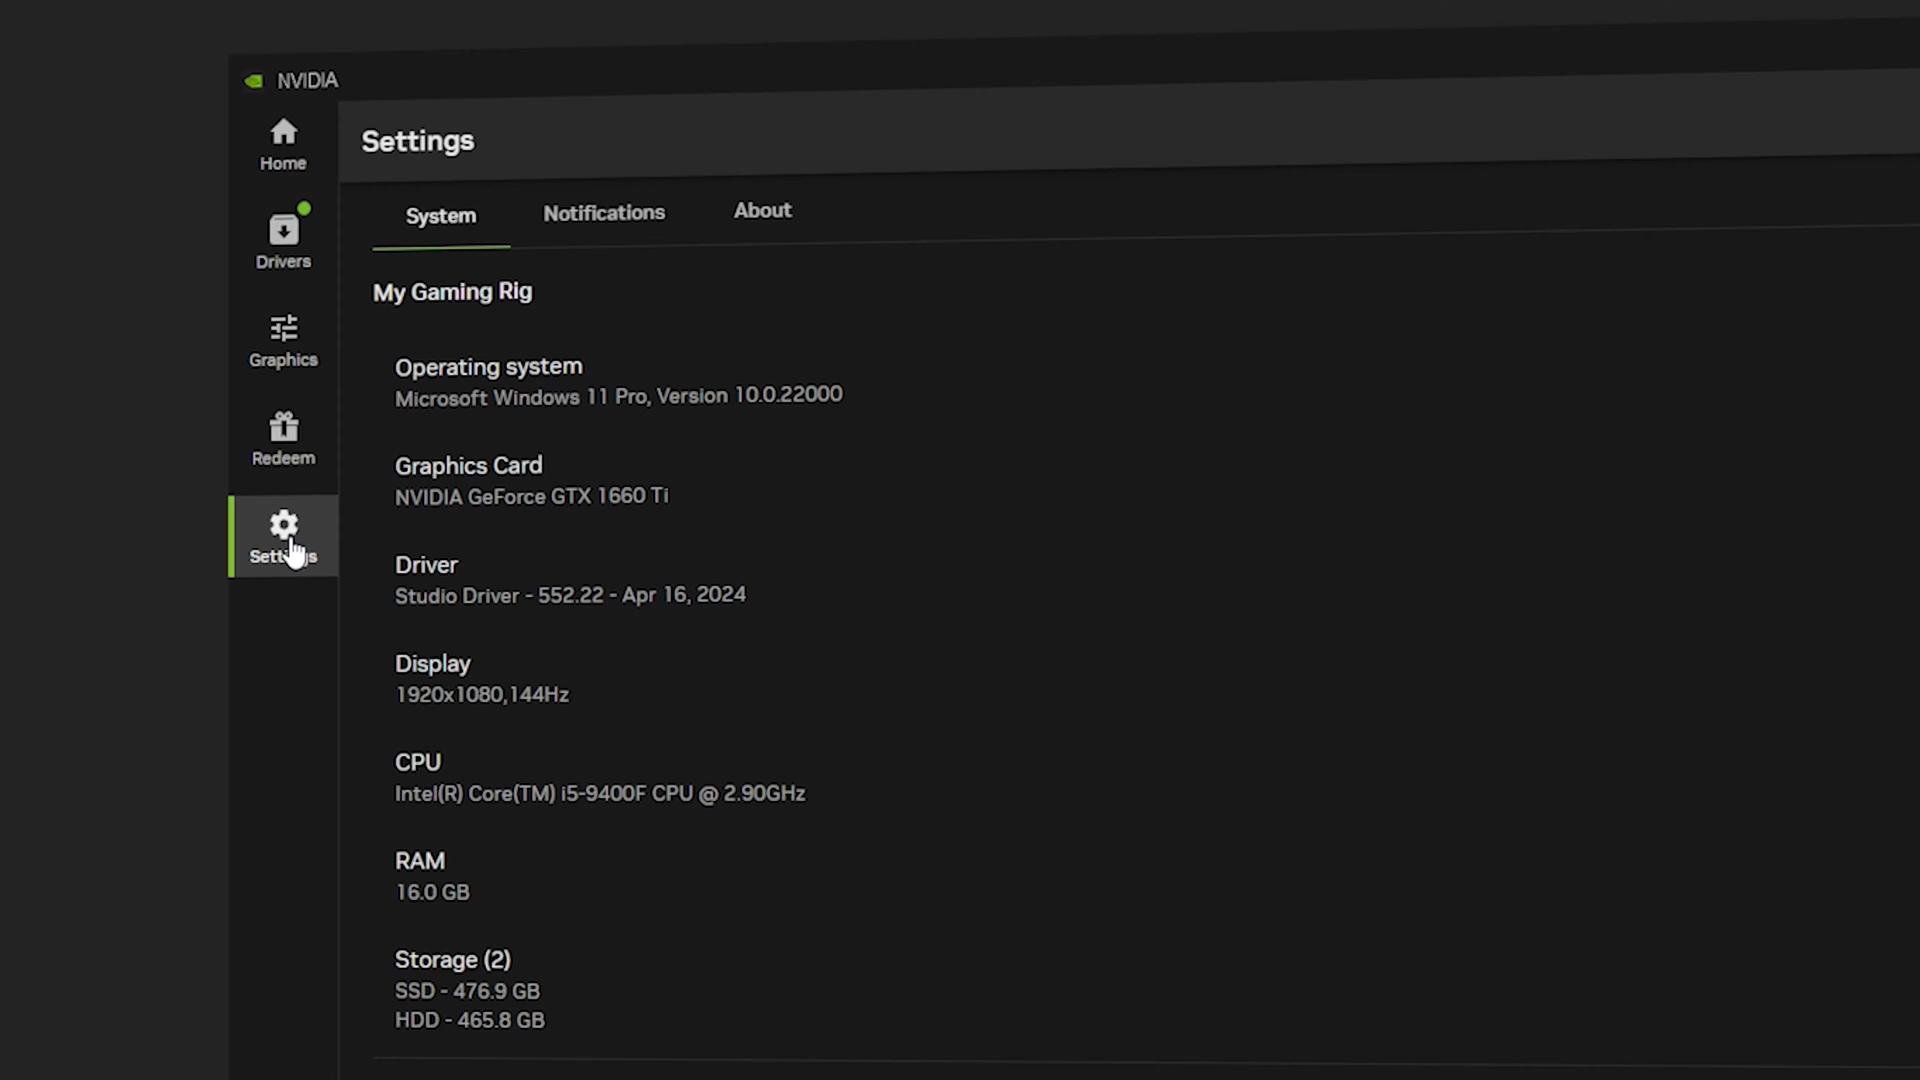 NVIDIA
Home
Drivers
Graphics
Redeem
Settings
System
Notifications
About
My Gaming Rig
Operating system
Microsoft Windows 11 Pro, Version 10.0.22000
Graphics Card
NVIDIA GeForce GTX 1660 Ti
Driver
Studio Driver - 552.22 - Apr 16, 2024
Display
1920x1080,144Hz
CPU
Intel(R) Core(TM) i5-9400F CPU @ 2.90GHz
RAM
16.0 GB
Storage (2)
SSD - 476.9 GB
HDD - 465.8 GB